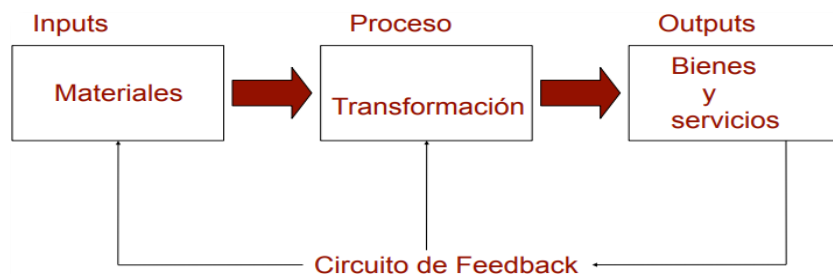 Inputs
Proceso
Outputs
Materiales
Transformación
Bienes
y
servicios
Circuito de Feedback